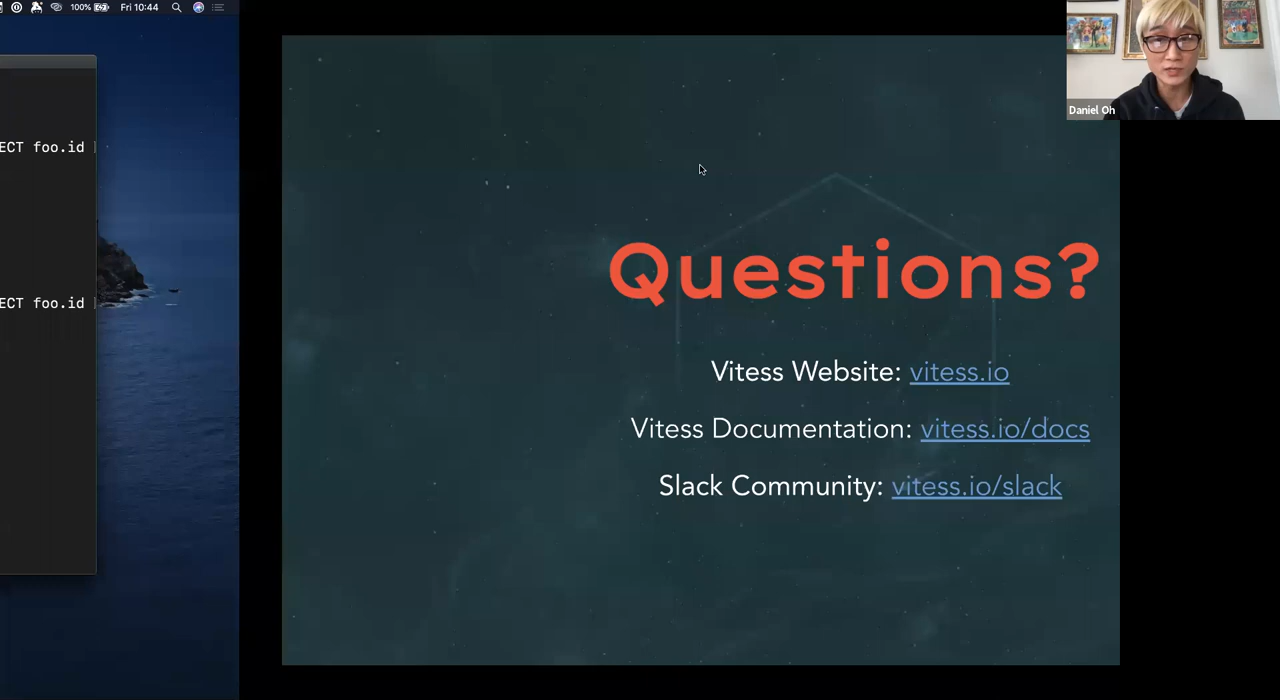 100% Fri 10:44
ECT foo.id
ECT foo.id
Daniel Oh
Questions?
Vitess Website: vitess.io
Vitess Documentation: vitess.io/docs
Slack Community: vitess.io/slack